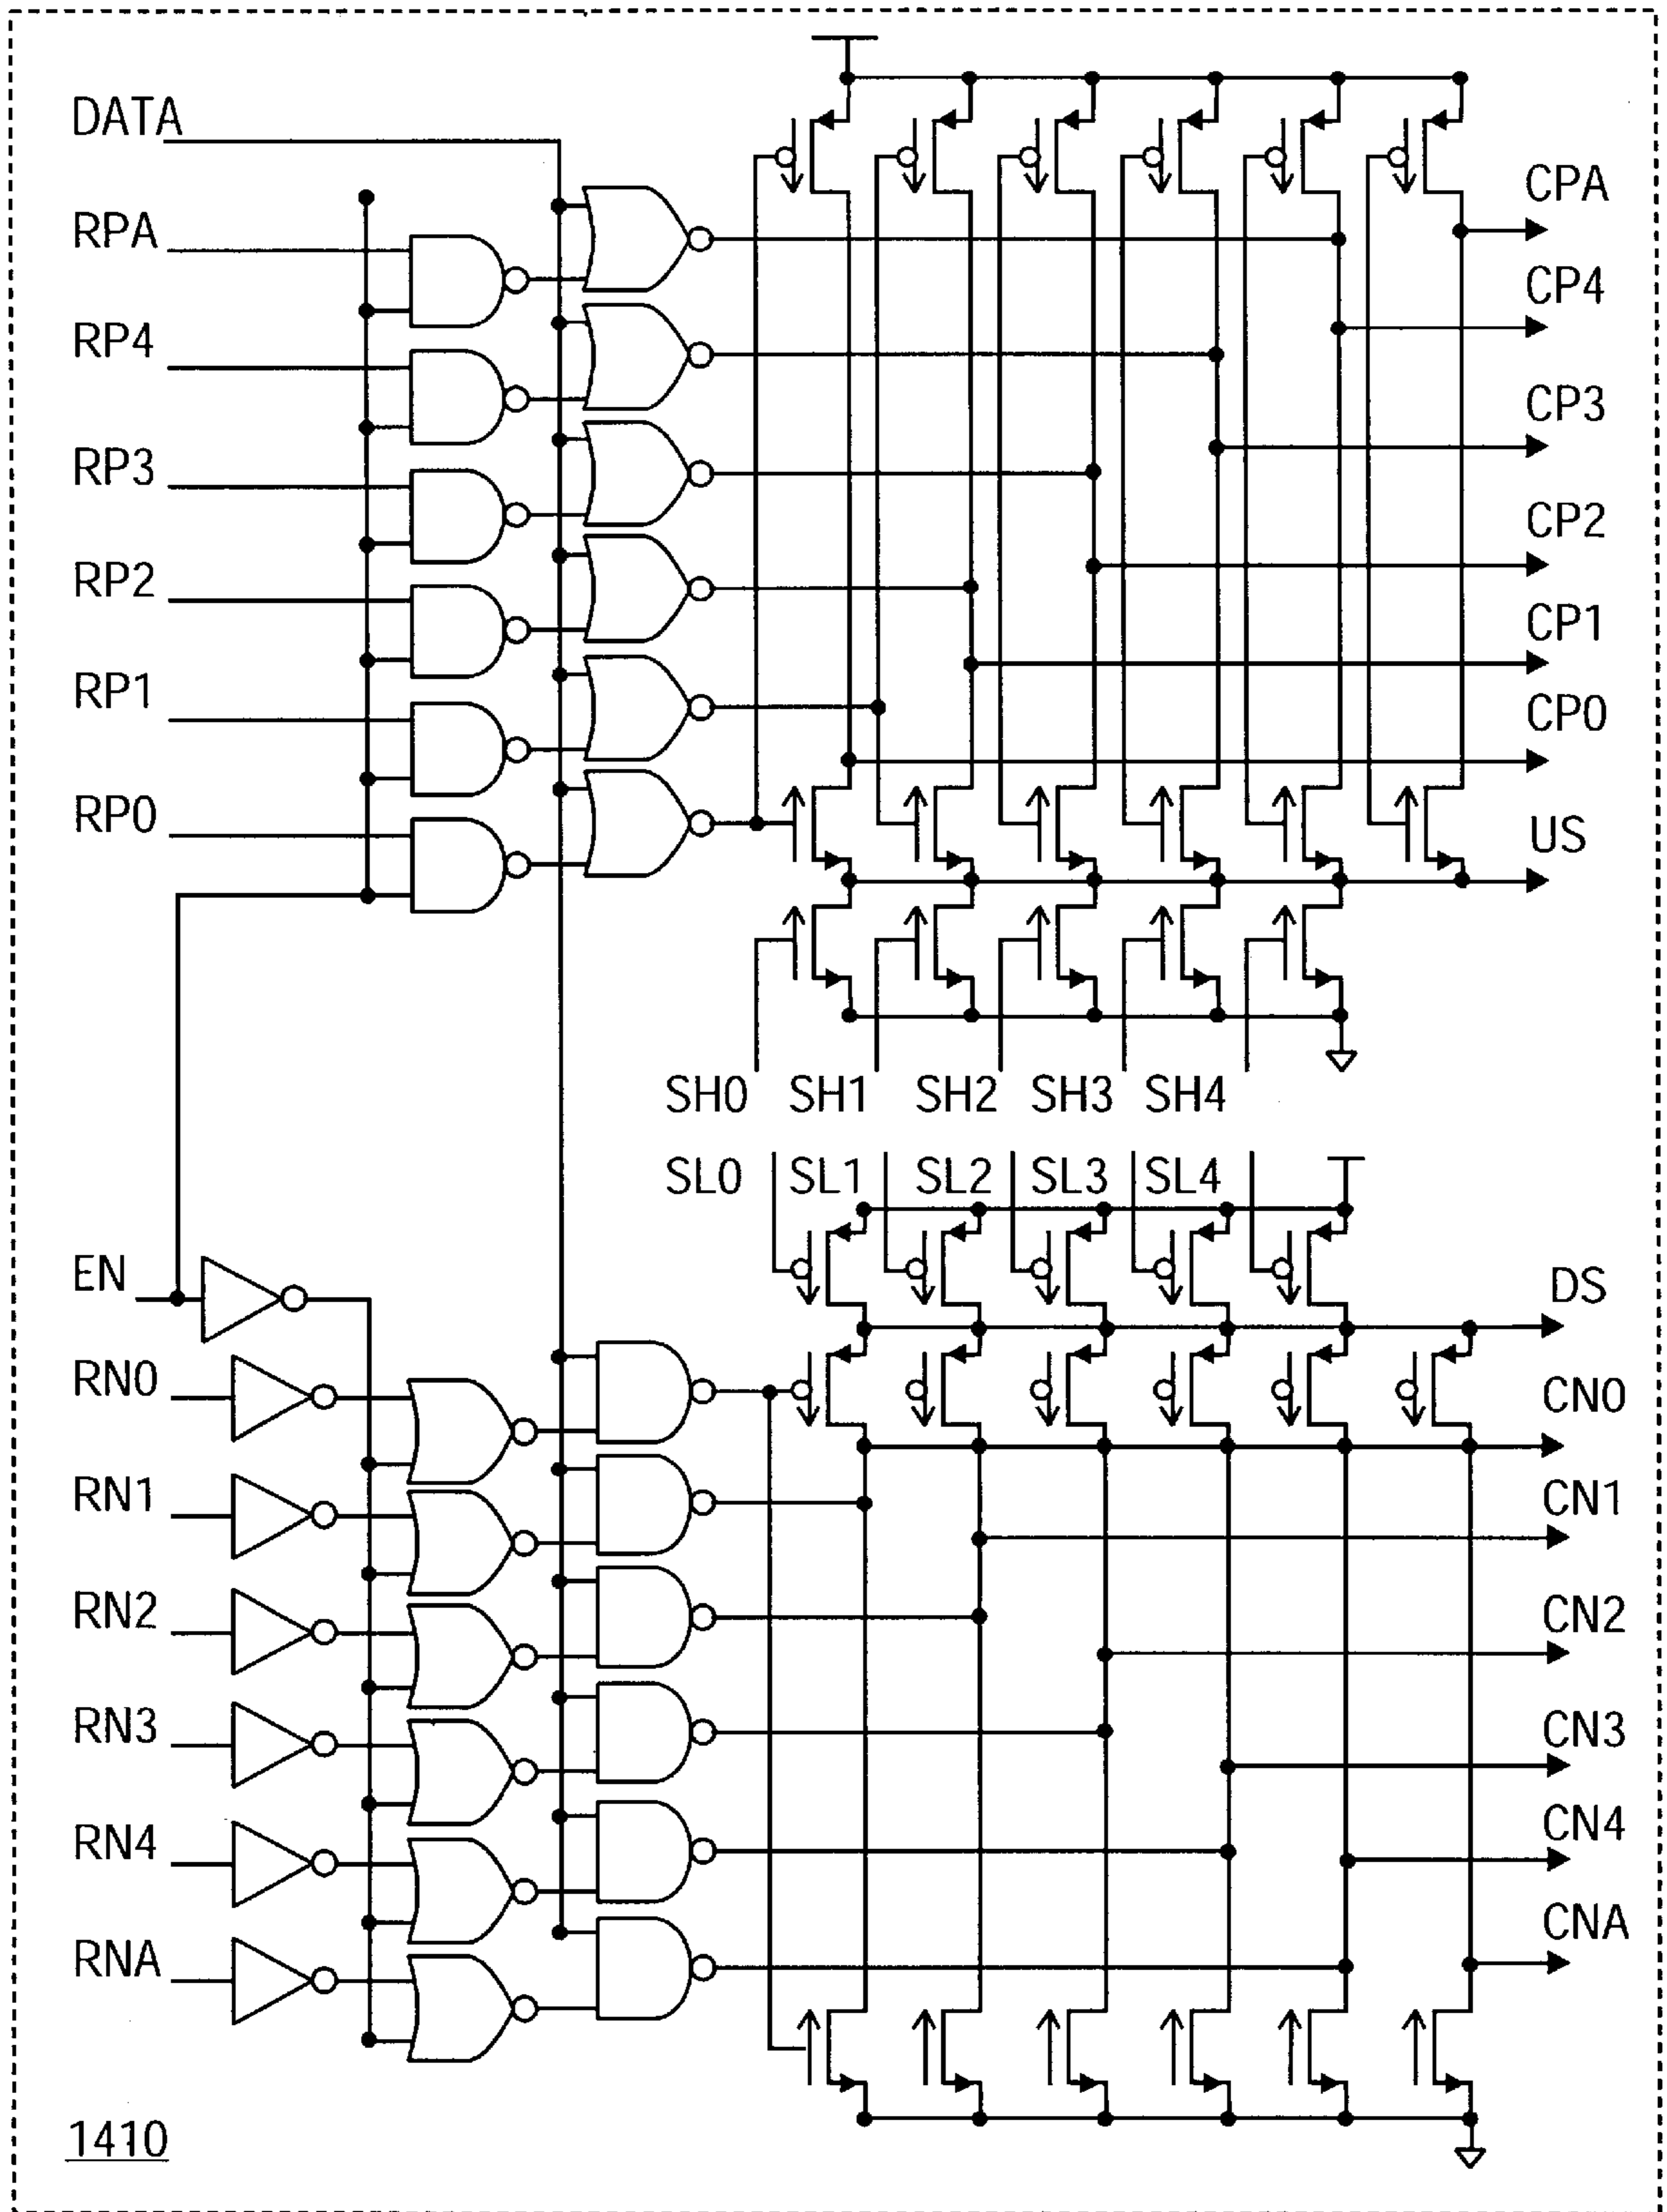 DATA
RPA
RP4
RP3
RP2
RP1
RP0
CPA
CP4
CP3
CP2
CP1
CP0
US
SH0 SH1 SH2 SH3 SH4
SL0 SL1 SL2 SL3 SL4
EN
RN0
RN1
RN2
RN3
RN4
RNA
DS
CN0
CN1
CN2
CN3
CN4
CNA
1410